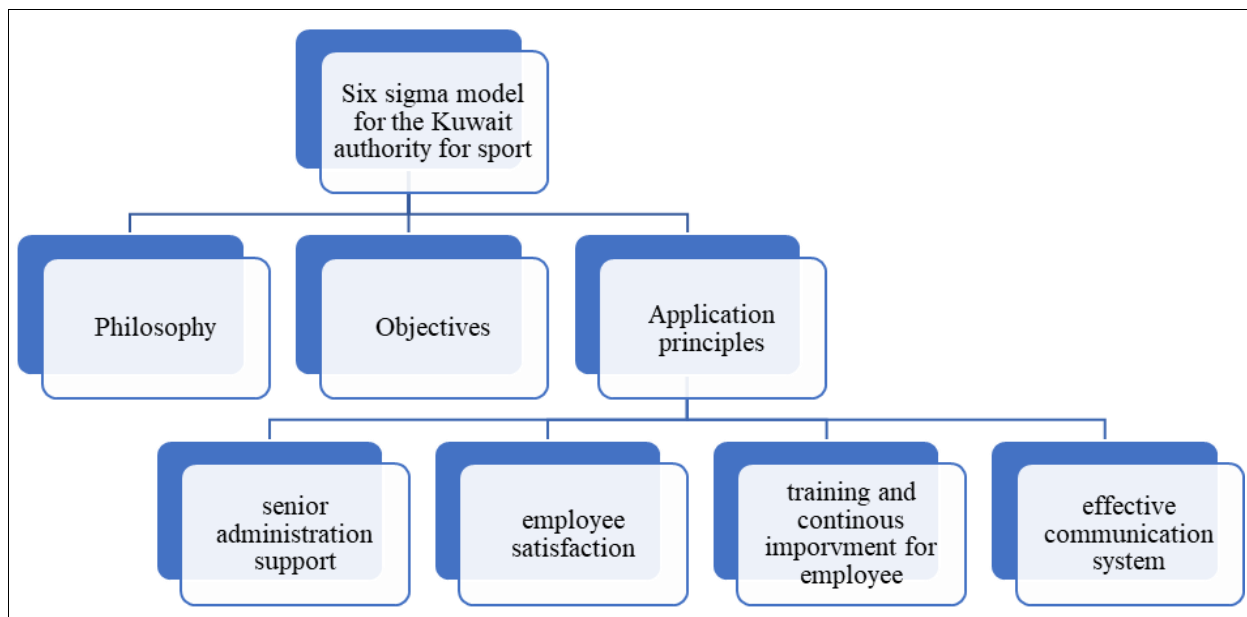 Six sigma model
for the Kuwait
authority for sport
Philosophy
Objectives
Application
principles
senior
administration
support
employee
satisfaction
training and
continous
imporvment for
employee
effective
communication
system